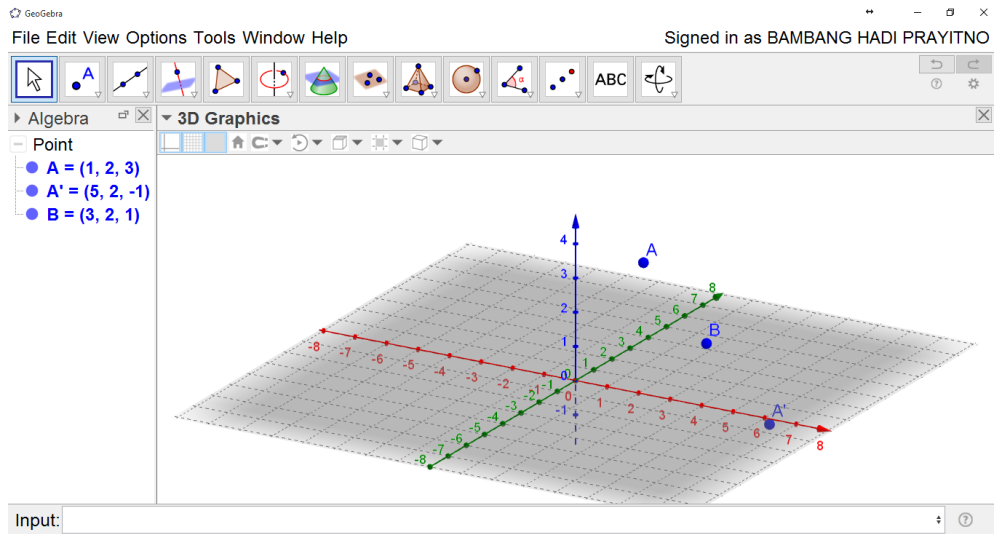 GeoGebra
File Edit View Options Tools Window Help
Signed in as BAMBANG HADI PRAYITNO
A
α
ABC
Algebra
3D Graphics
Point
A = (1, 2, 3)
A' = (5, 2, -1)
B = (3, 2, 1)
4
3
2
1
0
-1
A
B
A'
-8 -7 -6 -5 -4 -3 -2 -1 0 1 2 3 4 5 6 7 8
-8 -7 -6 -5 -4 -3 -2 -1 0 1 2 3 4 5 6 7 8
Input: